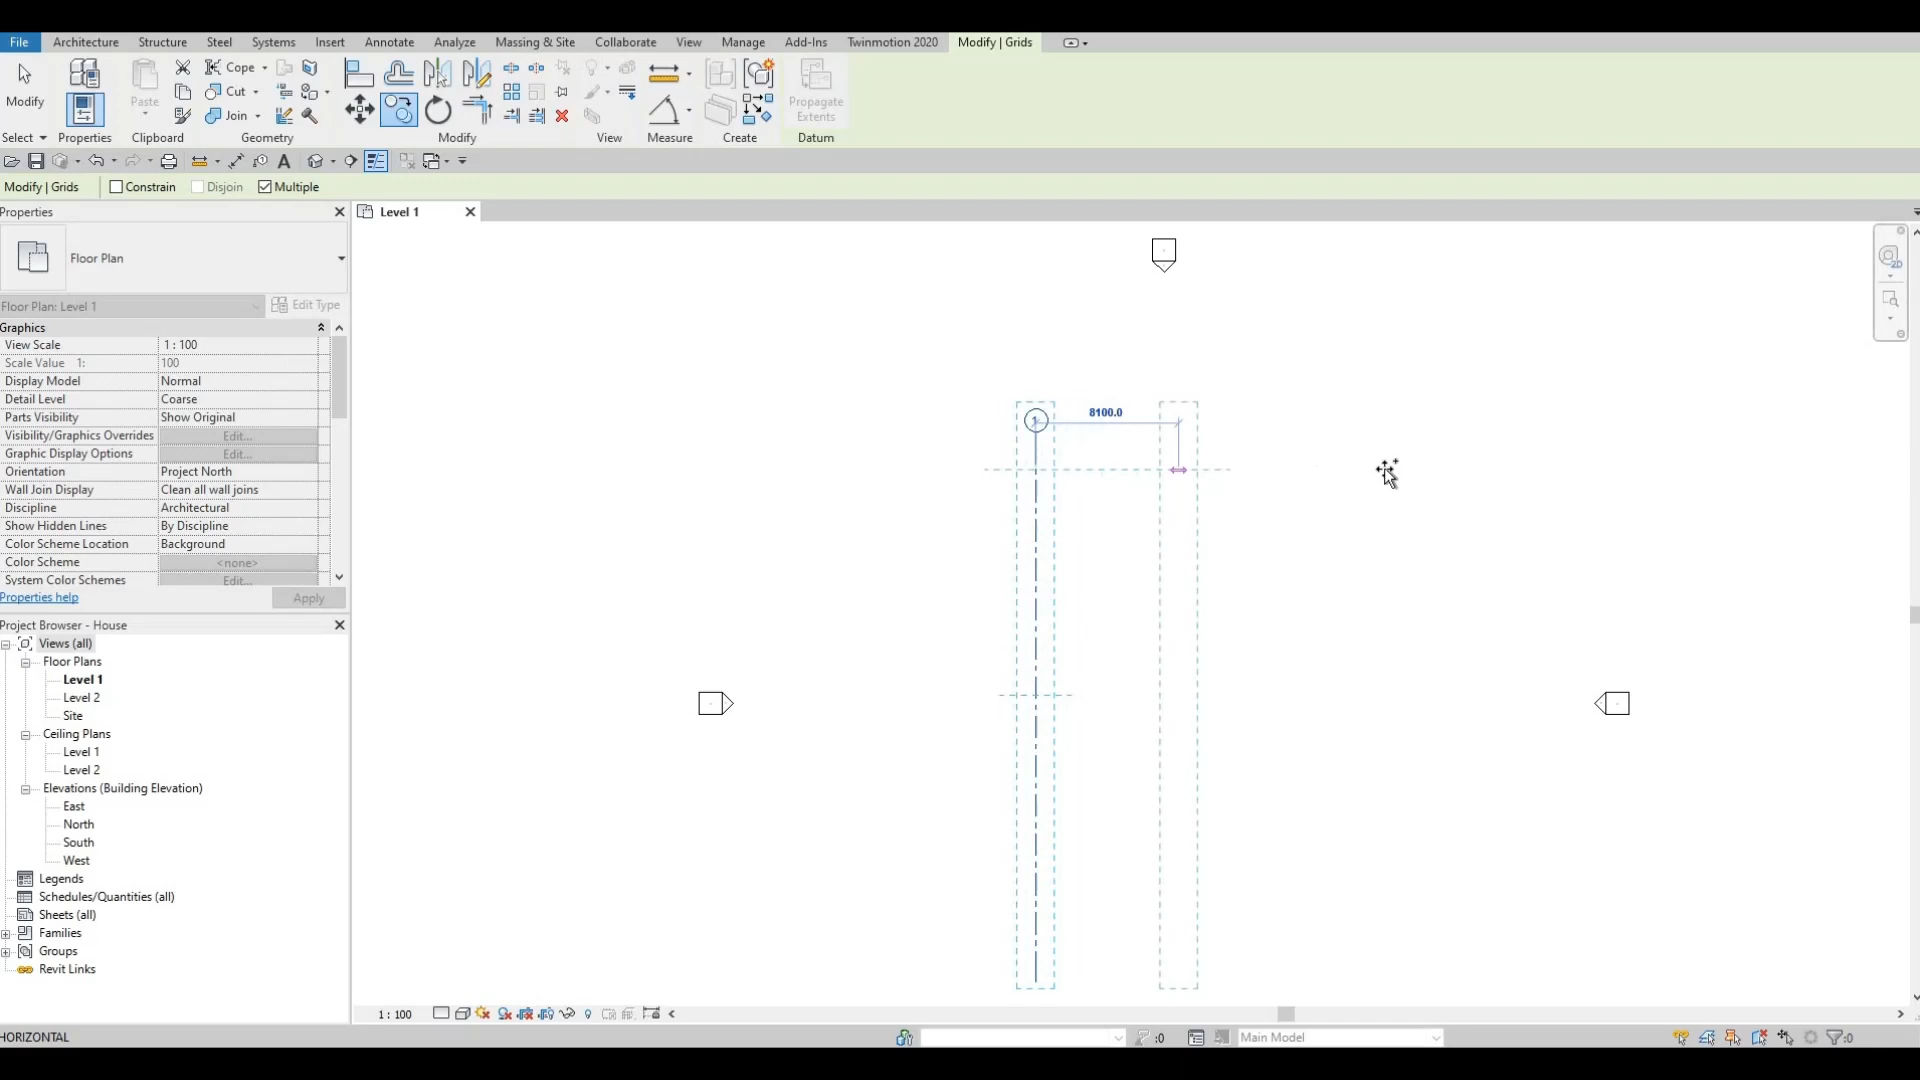 File Architecture Structure Steel Systems Insert Annotate Analyze Massing & Site Collaborate View Manage Add-Ins Twinmotion 2020 Modify | Grids
Modify Paste Cope Cut Join Propagate Extents
Select Properties Clipboard Geometry Modify View Measure Create Datum
Modify | Grids Constrain Disjoin Multiple
Properties
Level 1
Floor Plan
Floor Plan: Level 1 Edit Type
Graphics
View Scale 1 : 100
Scale Value 1: 100
Display Model Normal
Detail Level Coarse
Parts Visibility Show Original
Visibility/Graphics Overrides Edit...
Graphic Display Options Edit...
Orientation Project North
Wall Join Display Clean all wall joins
Discipline Architectural
Show Hidden Lines By Discipline
Color Scheme Location Background
Color Scheme <none>
System Color Schemes Edit...
Properties help Apply
Project Browser - House
Views (all)
Floor Plans
Level 1
Level 2
Site
Ceiling Plans
Level 1
Level 2
Elevations (Building Elevation)
East
North
South
West
Legends
Schedules/Quantities (all)
Sheets (all)
Families
Groups
Revit Links
2D
8100.0
1
1 : 100
HORIZONTAL :0 Main Model :0